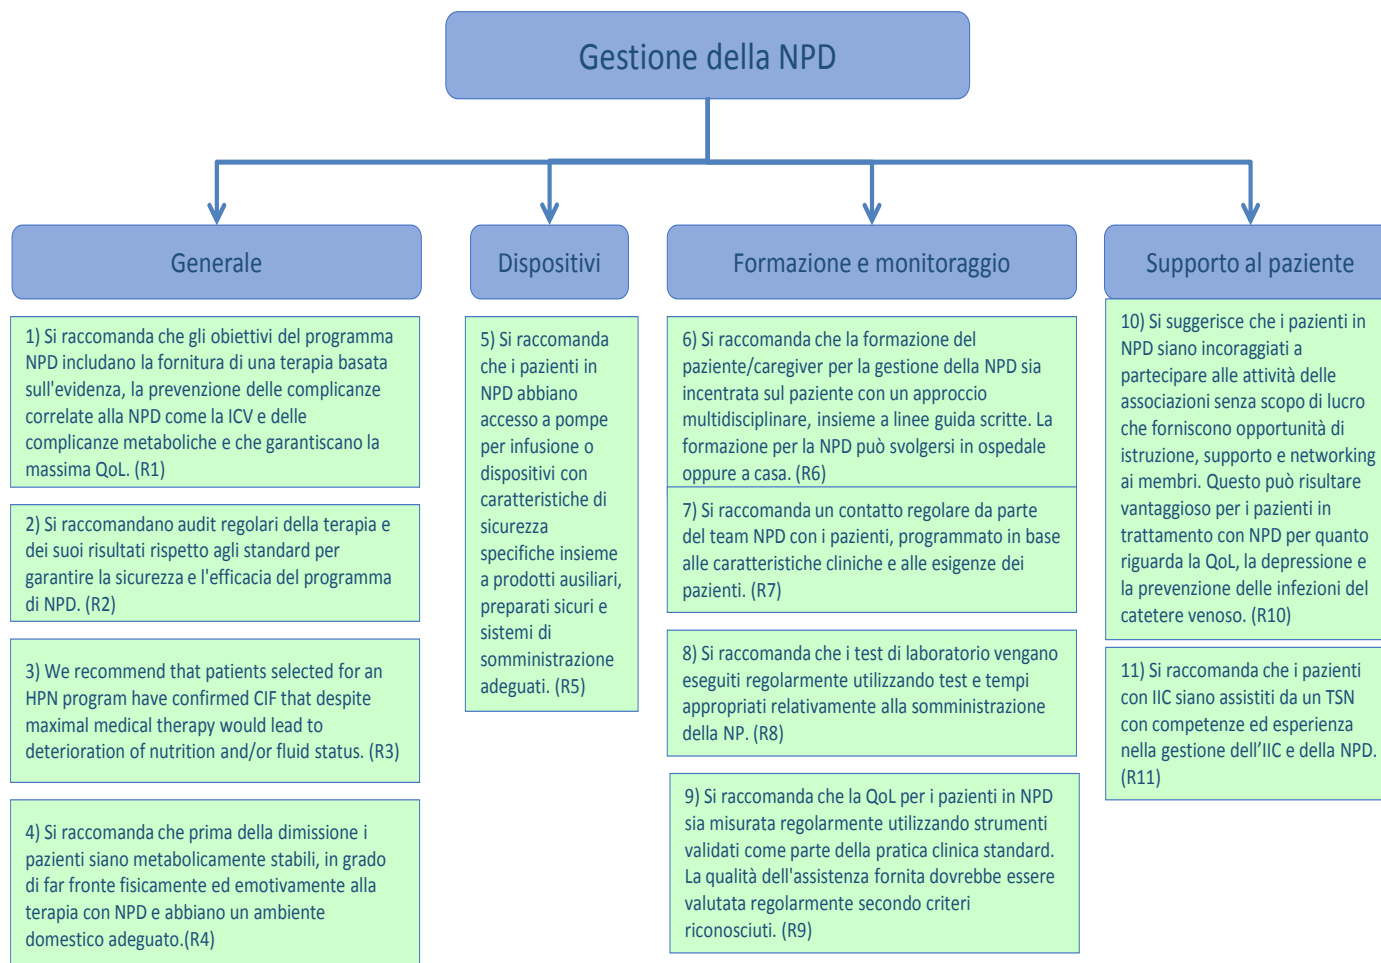 Gestione della NPD
Generale
1) Si raccomanda che gli obiettivi del programma
NPD includano la fornitura di una terapia basata
sull'evidenza, la prevenzione delle complicanze
correlate alla NPD come la ICV e delle
complicanze metaboliche e che garantiscano la
massima QoL. (R1)
2) Si raccomandano audit regolari della terapia e
dei suoi risultati rispetto agli standard per
garantire la sicurezza e l'efficacia del programma
di NPD. (R2)
3) We recommend that patients selected for an
HPN program have confirmed CIF that despite
maximal medical therapy would lead to
deterioration of nutrition and/or fluid status. (R3)
4) Si raccomanda che prima della dimissione i
pazienti siano metabolicamente stabili, in grado
di far fronte fisicamente ed emotivamente alla
terapia con NPD e abbiano un ambiente
domestico adeguato.(R4)
Dispositivi
5) Si raccomanda
che i pazienti in
NPD abbiano
accesso a pompe
per infusione o
dispositivi con
caratteristiche di
sicurezza
specifiche insieme
a prodotti ausiliari,
preparati sicuri e
sistemi di
somministrazione
adeguati. (R5)
Formazione e monitoraggio
6) Si raccomanda che la formazione del
paziente/caregiver per la gestione della NPD sia
incentrata sul paziente con un approccio
multidisciplinare, insieme a linee guida scritte. La
formazione per la NPD può svolgersi in ospedale
oppure a casa. (R6)
7) Si raccomanda un contatto regolare da parte
del team NPD con i pazienti, programmato in base
alle caratteristiche cliniche e alle esigenze dei
pazienti. (R7)
8) Si raccomanda che i test di laboratorio vengano
eseguiti regolarmente utilizzando test e tempi
appropriati relativamente alla somministrazione
della NP. (R8)
9) Si raccomanda che la QoL per i pazienti in NPD
sia misurata regolarmente utilizzando strumenti
validati come parte della pratica clinica standard.
La qualità dell'assistenza fornita dovrebbe essere
valutata regolarmente secondo criteri
riconosciuti. (R9)
Supporto al paziente
10) Si suggerisce che i pazienti in
NPD siano incoraggiati a
partecipare alle attività delle
associazioni senza scopo di lucro
che forniscono opportunità di
istruzione, supporto e networking
ai membri. Questo può risultare
vantaggioso per i pazienti in
trattamento con NPD per quanto
riguarda la QoL, la depressione e
la prevenzione delle infezioni del
catetere venoso. (R10)
11) Si raccomanda che i pazienti
con IIC siano assistiti da un TSN
con competenze ed esperienza
nella gestione dell’IIC e della NPD.
(R11)